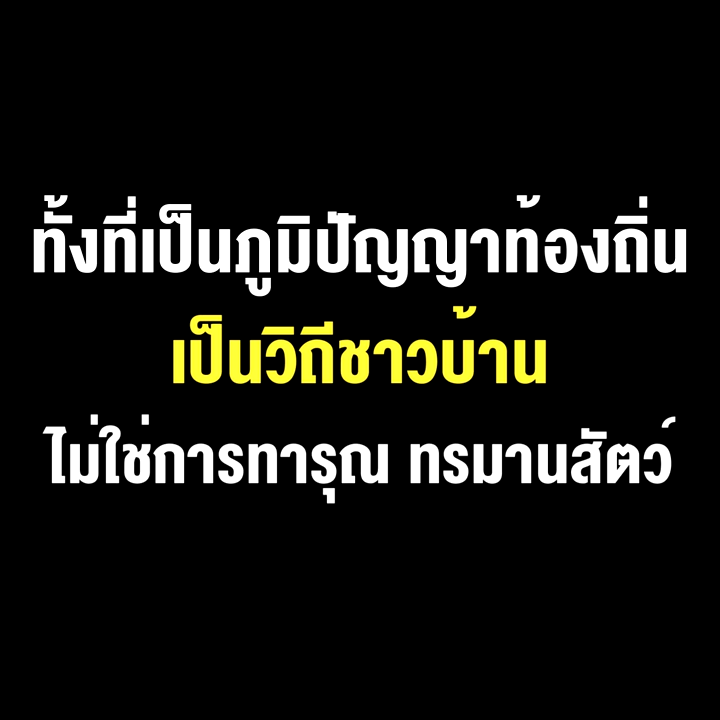 ทั้งที่เป็นภูมิปัญญาท้องถิ่น
เป็นวิถีชาวบ้าน
ไม่ใช่การทารุณ ทรมานสัตว์